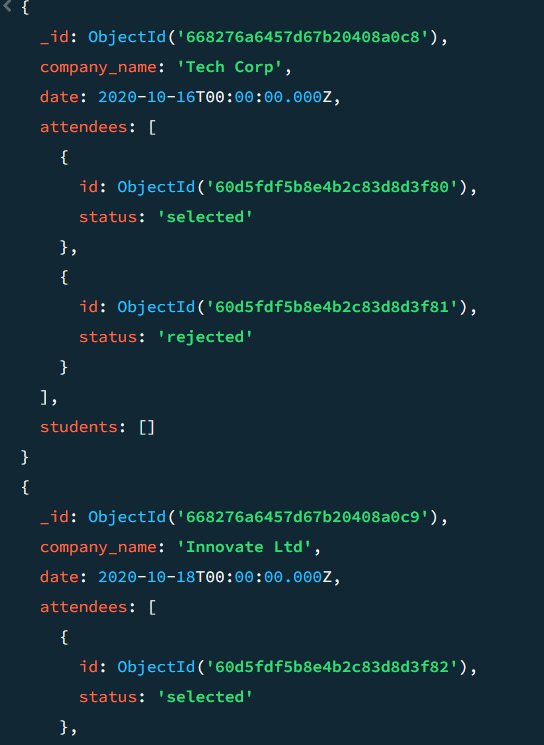 {
_id: ObjectId('668276a6457d67b20408a0c8'),
company_name: 'Tech Corp',
date: 2020-10-16T00:00:00.000Z,
attendees: [
{
id: ObjectId('60d5fdf5b8e4b2c83d8d3f80'),
status: 'selected'
},
{
id: ObjectId('60d5fdf5b8e4b2c83d8d3f81'),
status: 'rejected'
}
],
students: []
}
{
_id: ObjectId('668276a6457d67b20408a0c9'),
company_name: 'Innovate Ltd',
date: 2020-10-18T00:00:00.000Z,
attendees: [
{
id: ObjectId('60d5fdf5b8e4b2c83d8d3f82'),
status: 'selected'
},